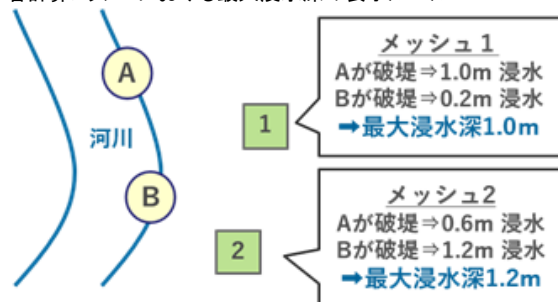 メッシュ1
Aが破堤⇒1.0m 浸水
Bが破堤⇒0.2m 浸水
➡最大浸水深1.0m
A
河川
1
B
2
メッシュ2
Aが破堤⇒0.6m 浸水
Bが破堤⇒1.2m 浸水
➡最大浸水深1.2m